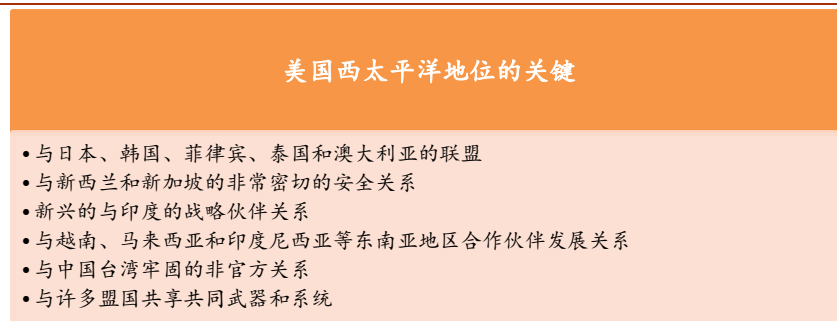 美国西太平洋地位的关键
•与日本、韩国、菲律宾、泰国和澳大利亚的联盟
•与新西兰和新加坡的非常密切的安全关系
•新兴的与印度的战略伙伴关系
•与越南、马来西亚和印度尼西亚等东南亚地区合作伙伴发展关系
•与中国台湾牢固的非官方关系
•与许多盟国共享共同武器和系统